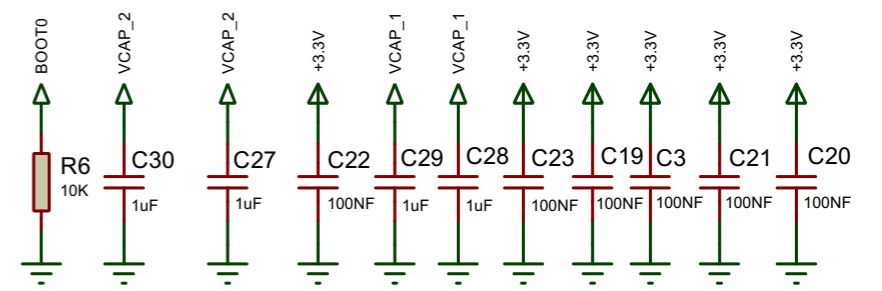 BOOT0
VCAP_2
VCAP_2
+3.3V
VCAP_1
VCAP_1
+3.3V
+3.3V
+3.3V
+3.3V
+3.3V
R6
10K
C30
1uF
C27
1uF
C22
100NF
C29
1uF
C28
1uF
C23
100NF
C19
100NF
C3
100NF
C21
100NF
C20
100NF